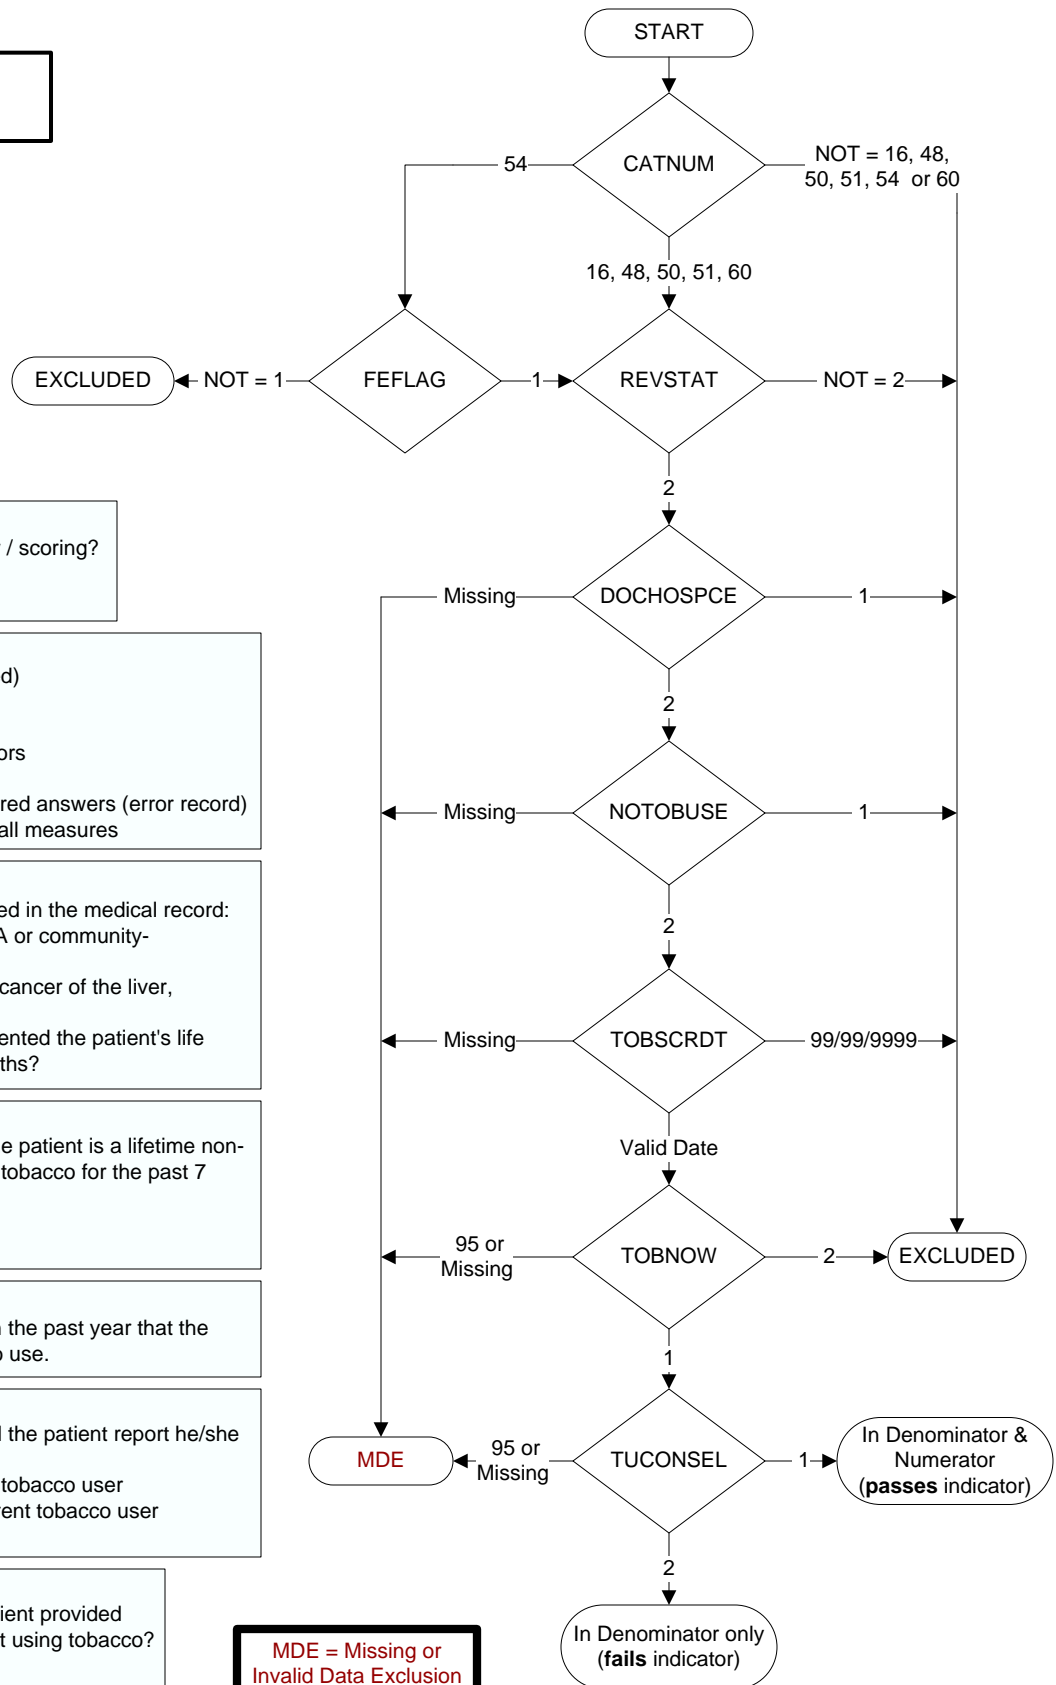 START
CATNUM
54
NOT = 16, 48,
50, 51, 54 or 60
16, 48, 50, 51, 60
EXCLUDED
NOT = 1
FEFLAG
1
REVSTAT
NOT = 2
2
/ scoring?
Missing
DOCHOSPCE
1
2
ed)
ors
red answers (error record)
all measures
Missing
NOTOBUSE
1
2
ed in the medical record:
A or community-
cancer of the liver,
ented the patient's life
ths?
Missing
TOBSCRDT
99/99/9999
Valid Date
e patient is a lifetime non-
tobacco for the past 7
95 or
Missing
TOBNOW
2
EXCLUDED
1
n the past year that the
o use.
d the patient report he/she
tobacco user
ent tobacco user
MDE
95 or
Missing
TUCONSEL
1
In Denominator &
Numerator
(passes indicator)
2
ient provided
t using tobacco?
In Denominator only
(fails indicator)
MDE = Missing or
Invalid Data Exclusion